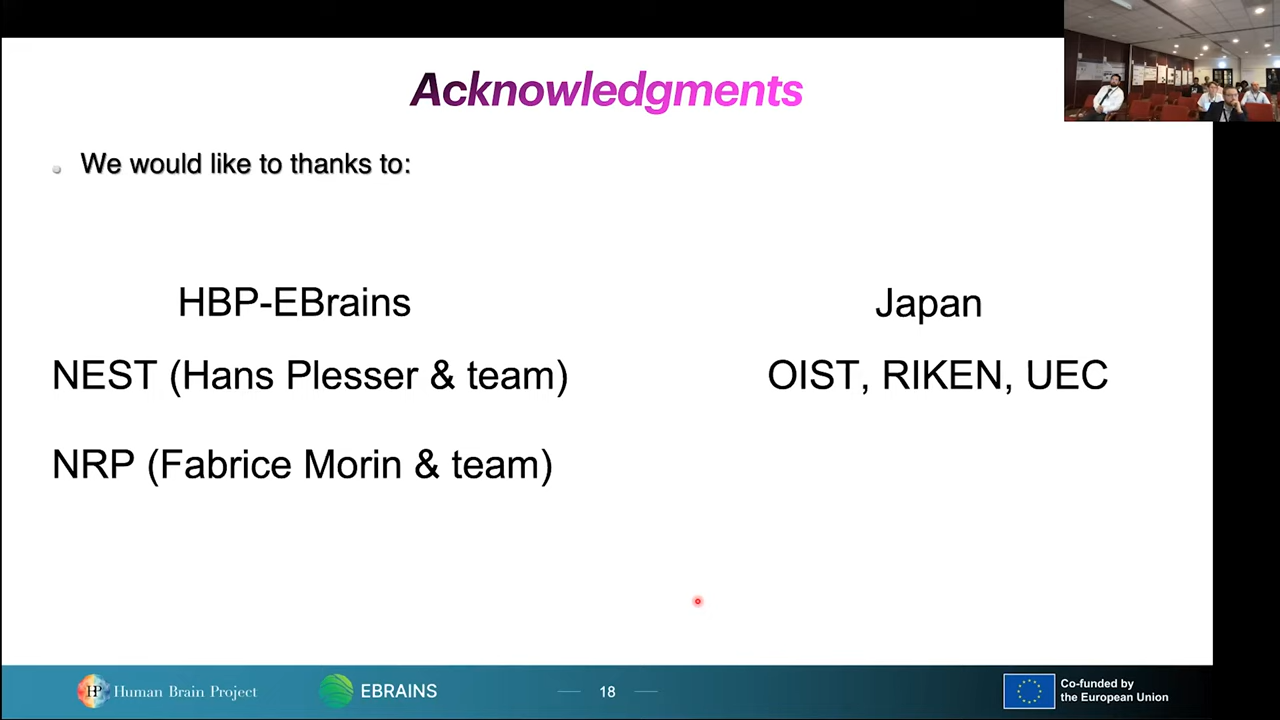 Acknowledgments
We would like to thanks to:
HBP-EBrains
Japan
NEST (Hans Plesser & team)
OIST, RIKEN, UEC
NRP (Fabrice Morin & team)
HP Human Brain Project
EBRAINS
18
Co-funded by
the European Union